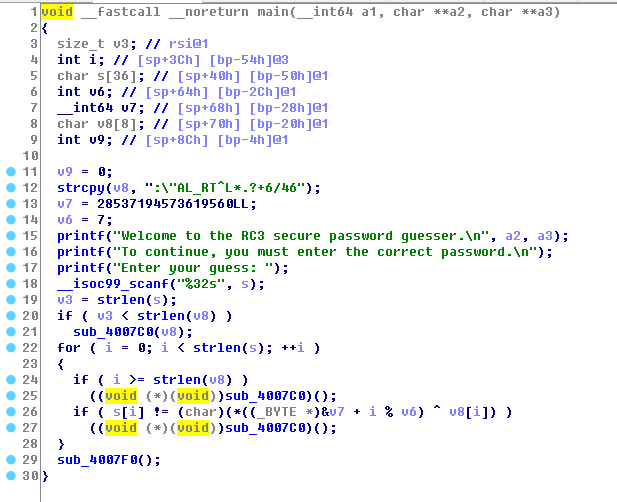 1 void __fastcall __noreturn main(__int64 a1, char **a2, char **a3)
2 {
3 size_t v3; // rsi@1
4 int i; // [sp+3Ch] [bp-54h]@3
5 char s[36]; // [sp+40h] [bp-50h]@1
6 int v6; // [sp+64h] [bp-2Ch]@1
7 __int64 v7; // [sp+68h] [bp-28h]@1
8 char v8[8]; // [sp+70h] [bp-20h]@1
9 int v9; // [sp+8Ch] [bp-4h]@1
10
11 v9 = 0;
12 strcpy(v8, ":\"AL_RT^L*.?+6/46");
13 v7 = 28537194573619560LL;
14 v6 = 7;
15 printf("Welcome to the RC3 secure password guesser.\n", a2, a3);
16 printf("To continue, you must enter the correct password.\n");
17 printf("Enter your guess: ");
18 __isoc99_scanf("%32s", s);
19 v3 = strlen(s);
20 if ( v3 < strlen(v8) )
21 sub_4007C0(v8);
22 for ( i = 0; i < strlen(s); ++i )
23 {
24 if ( i >= strlen(v8) )
25 ((void (*)(void))sub_4007C0)();
26 if ( s[i] != (char)(*((_BYTE *)&v7 + i % v6) ^ v8[i]) )
27 ((void (*)(void))sub_4007C0)();
28 }
29 sub_4007F0();
30 }